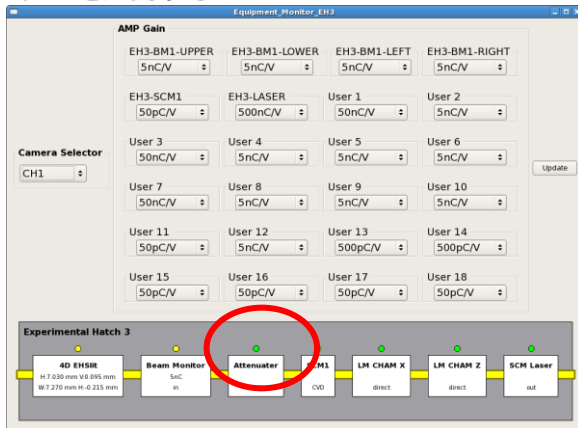 Equipment_Monitor_EH3
AMP Gain
EH3-BM1-UPPER EH3-BM1-LOWER EH3-BM1-LEFT EH3-BM1-RIGHT
5nC/V 5nC/V 5nC/V 5nC/V
EH3-SCM1 EH3-LASER User 1 User 2
50pC/V 500nC/V 50nC/V 5nC/V
User 3 User 4 User 5 User 6
50nC/V 5nC/V 5nC/V 5nC/V
Camera Selector
CH1
Update
User 7 User 8 User 9 User 10
50nC/V 5nC/V 5nC/V 5nC/V
User 11 User 12 User 13 User 14
50pC/V 5nC/V 500pC/V 500pC/V
User 15 User 16 User 17 User 18
50pC/V 50pC/V 50pC/V 50pC/V
Experimental Hatch 3
4D EHSlit Beam Monitor Attenuater CM1 LM CHAM X LM CHAM Z SCM Laser
H:7.030 mm V:0.095 mm 5nC
W:7.270 mm H:-0.215 mm in CVD direct direct out